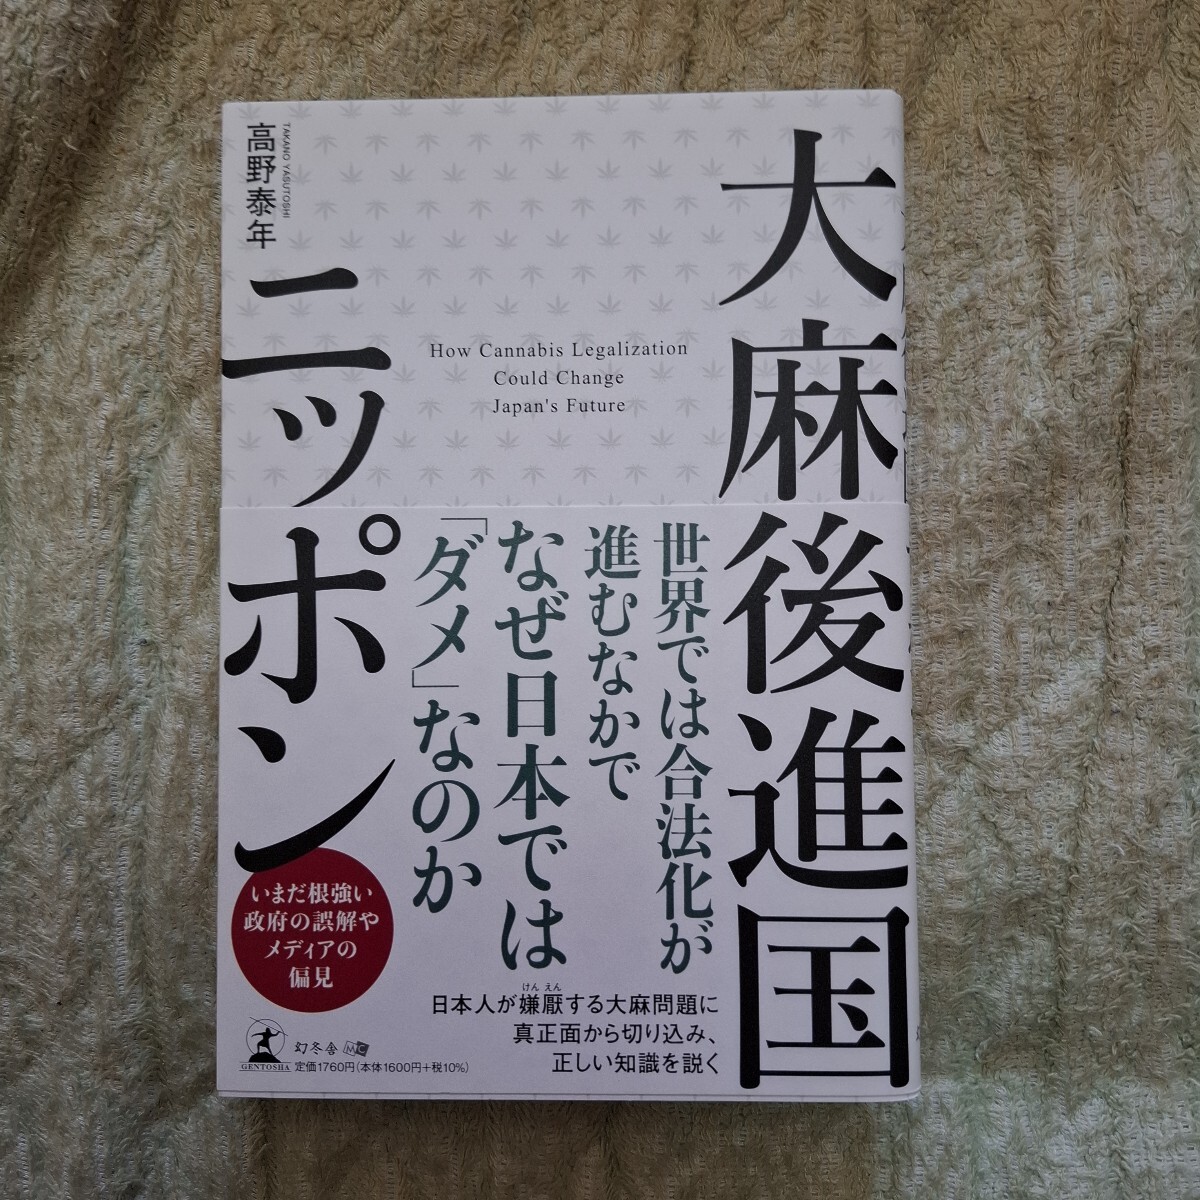 大麻後進国
ニッポン
高野泰年
TAKANO YASUTOSHI
How Cannabis Legalization
Could Change
Japan's Future
世界では合法化が
進むなかで
なぜ日本では
「ダメ」なのか
いまだ根強い
政府の誤解や
メディアの
偏見
けん えん
日本人が嫌厭する大麻問題に
真正面から切り込み、
正しい知識を説く
GENTOSHA
幻冬舎 MC
定価1760円(本体1600円+税10%)